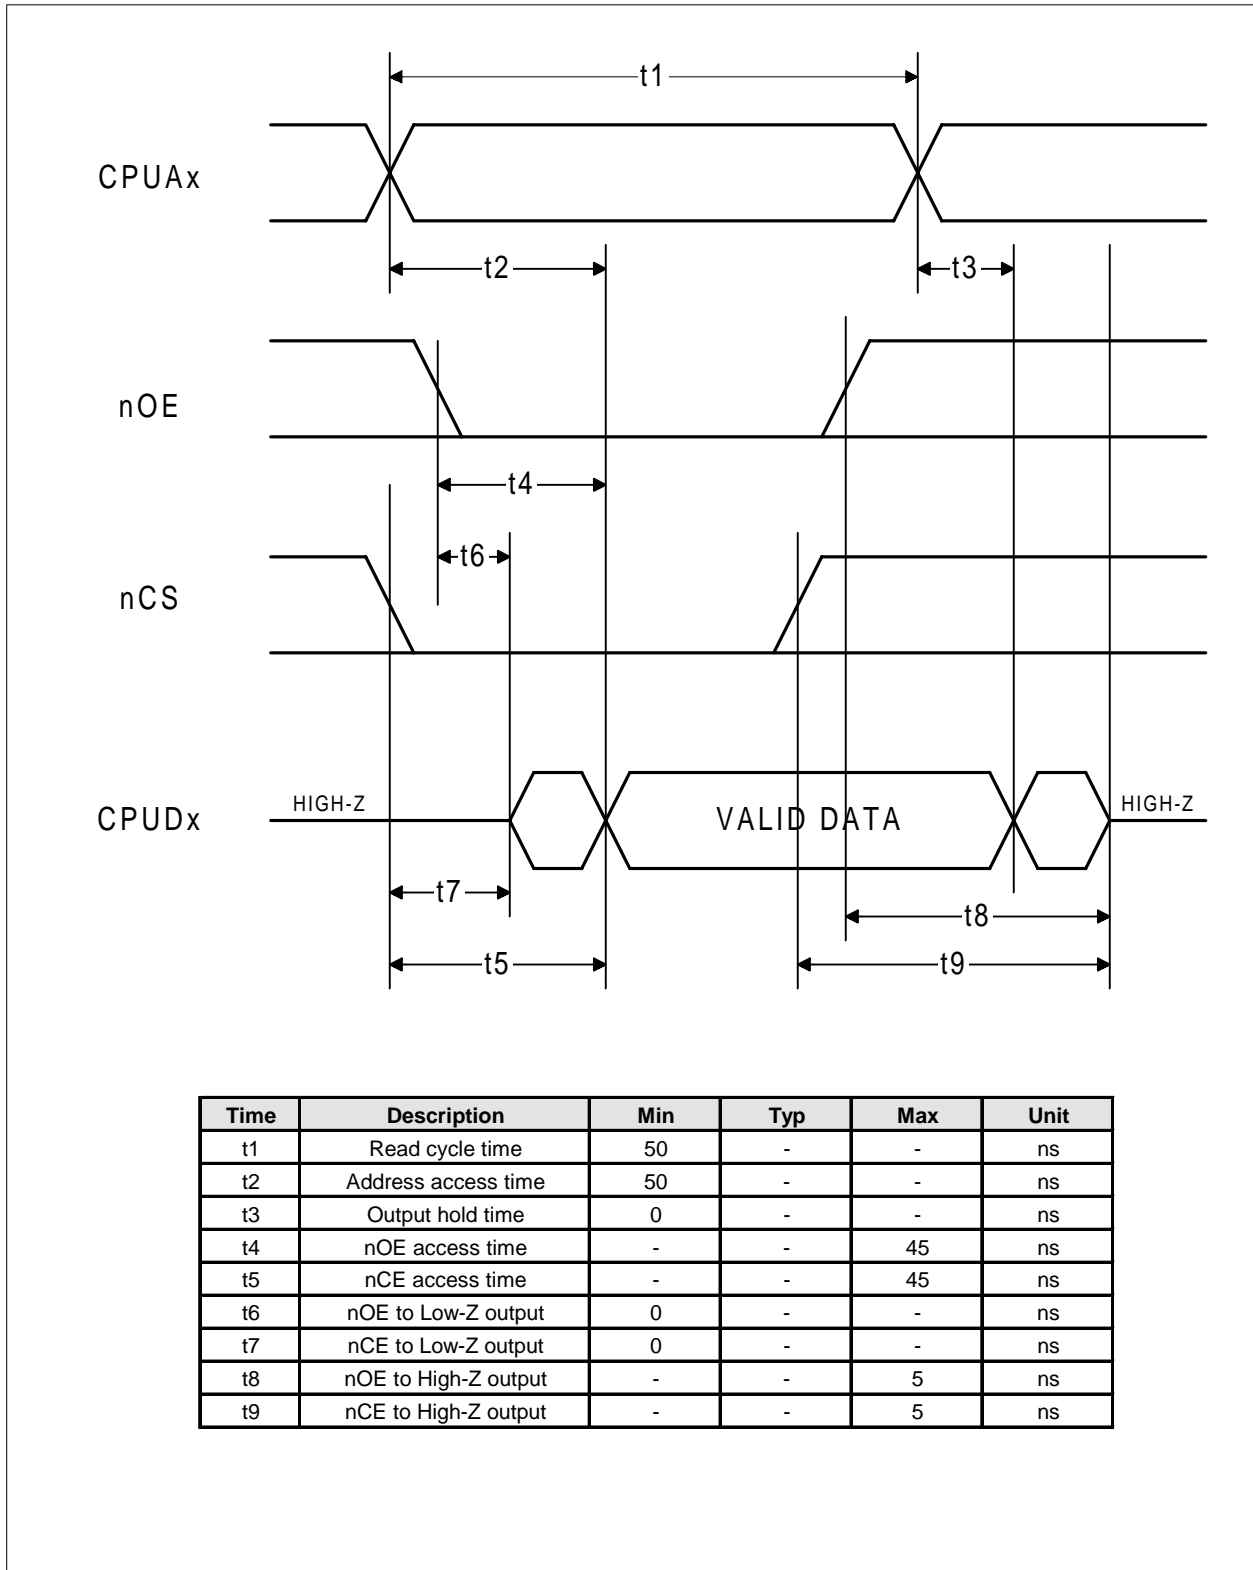 t1
CPUAx
t2
t3
nOE
t4
t6
nCS
HIGH-Z
HIGH-Z
CPUDx
VALID DATA
t7
t8
t5
t9
Time Description Min Typ Max Unit
t1 Read cycle time 50 - - ns
t2 Address access time 50 - - ns
t3 Output hold time 0 - - ns
t4 nOE access time - - 45 ns
t5 nCE access time - - 45 ns
t6 nOE to Low-Z output 0 - - ns
t7 nCE to Low-Z output 0 - - ns
t8 nOE to High-Z output - - 5 ns
t9 nCE to High-Z output - - 5 ns